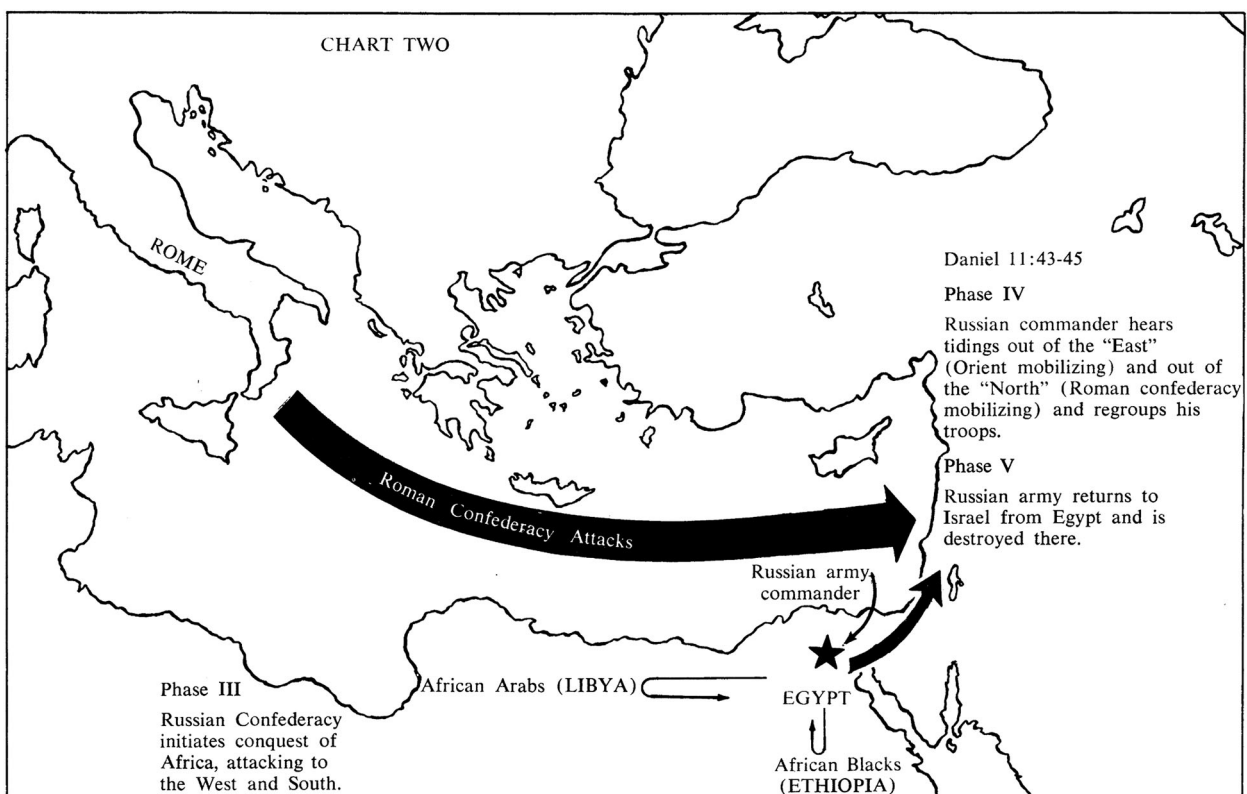 CHART TWO
ROME
Daniel 11:43-45
Phase IV
Russian commander hears
tidings out of the “East”
(Orient mobilizing) and out of
the “North” (Roman confederacy
mobilizing) and regroups his
troops.
Phase V
Russian army returns to
Israel from Egypt and is
destroyed there.
Roman Confederacy Attacks
Russian army
commander
African Arabs (LIBYA)
EGYPT
African Blacks
(ETHIOPIA)
Phase III
Russian Confederacy
initiates conquest of
Africa, attacking to
the West and South.